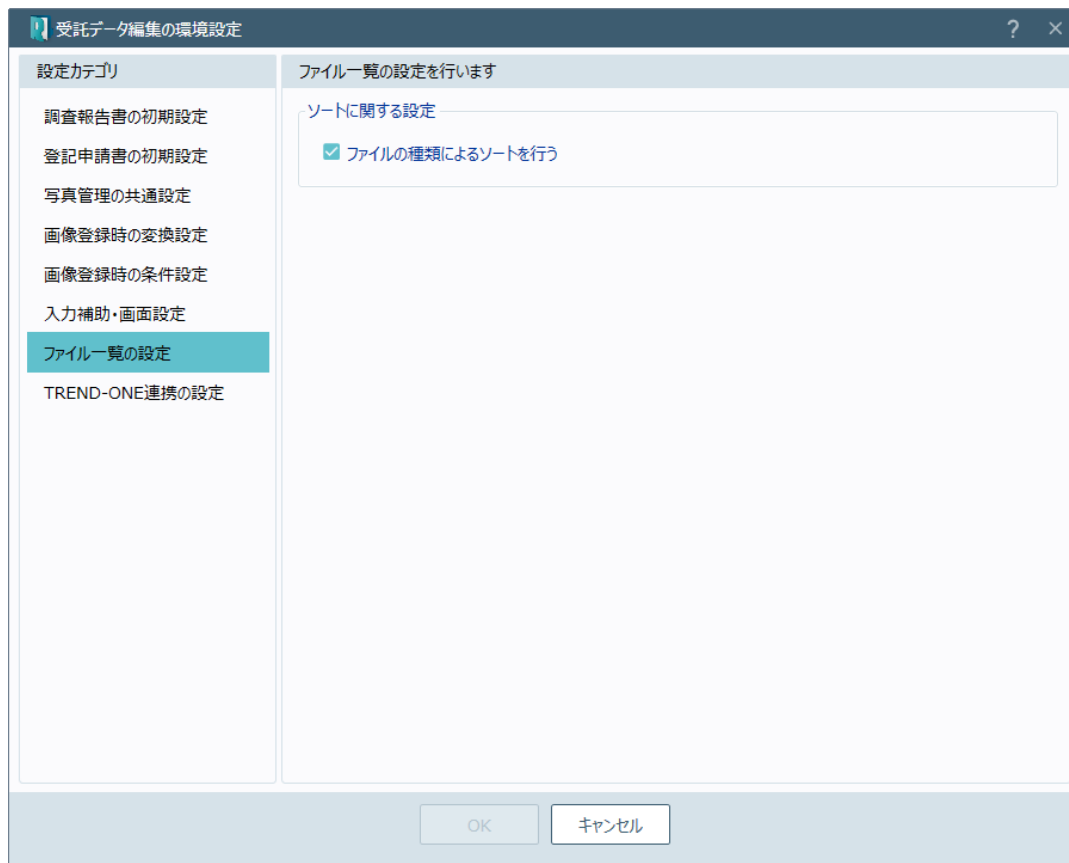 受託データ編集の環境設定
設定カテゴリ
調査報告書の初期設定
登記申請書の初期設定
写真管理の共通設定
画像登録時の変換設定
画像登録時の条件設定
入力補助・画面設定
ファイル一覧の設定
TREND-ONE連携の設定
ファイル一覧の設定を行います
ソートに関する設定
ファイルの種類によるソートを行う
OK
キャンセル